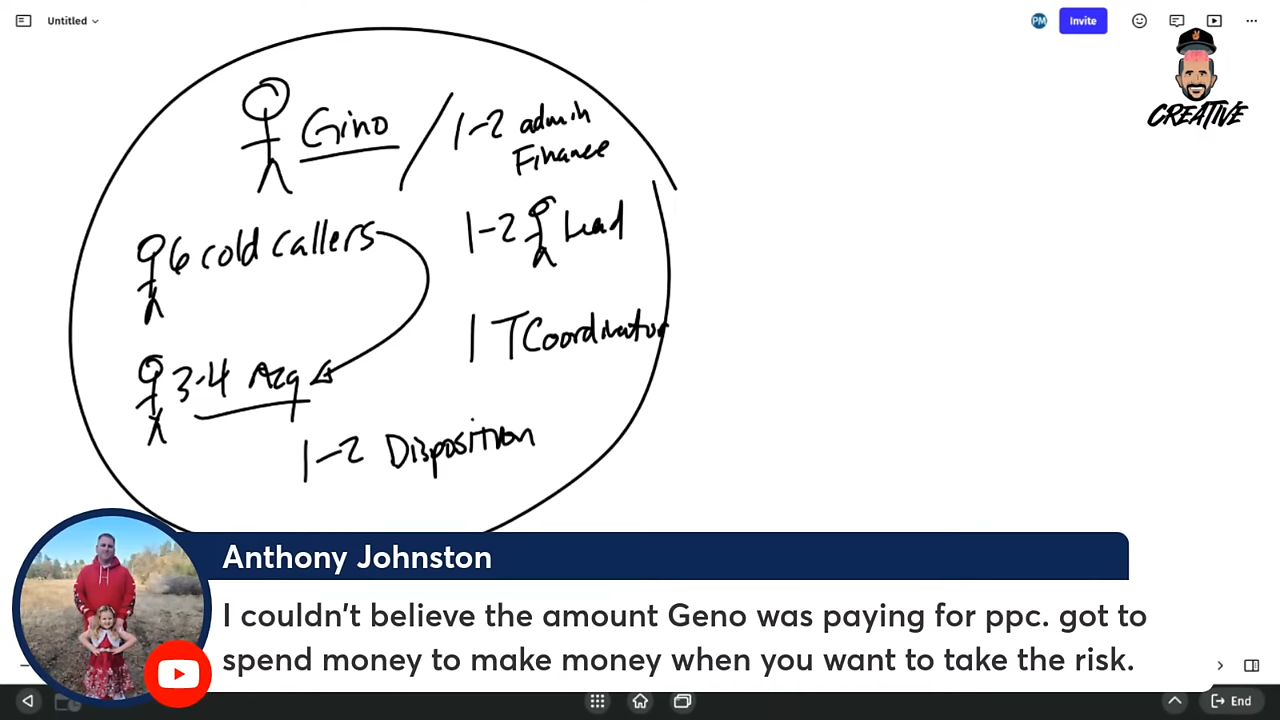 Untitled
PM
Invite
CREATIVE
Gino
1-2 admin
Finance
6 cold callers
1-2 Lead
1 TCoordinator
3-4 Azq
1-2 Disposition
Anthony Johnston
I couldn't believe the amount Geno was paying for ppc. got to
spend money to make money when you want to take the risk.
End